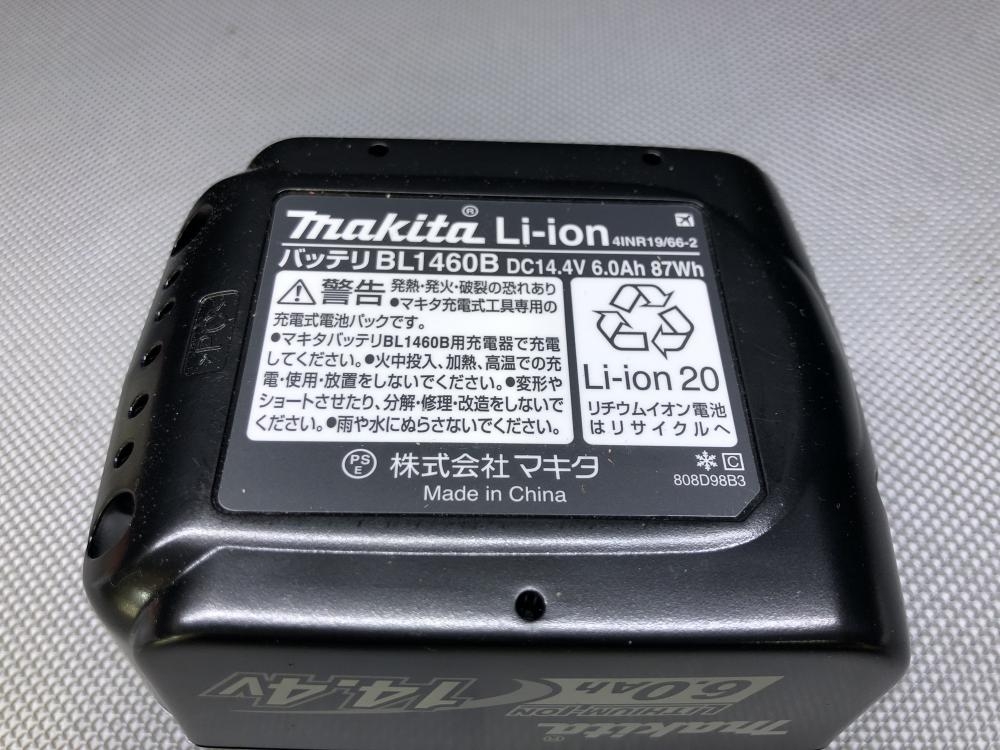 makita® Li-ion 4INR19/66-2
バッテリBL1460B DC14.4V 6.0Ah 87Wh
⚠警告 発熱・発火・破裂の恐れあり
●マキタ充電式工具専用の
充電式電池パックです。
●マキタバッテリBL1460B用充電器で充電
してください。●火中投入、加熱、高温での充
電・使用・放置をしないでください。●変形や
ショートさせたり、分解・修理・改造をしないで
ください。●雨や水にぬらさないでください。
Li-ion 20
リチウムイオン電池
はリサイクルへ
PS
E 株式会社マキタ
Made in China
C
808D98B3
makita®
6.0Ah
LITHIUM-ION
14.4V